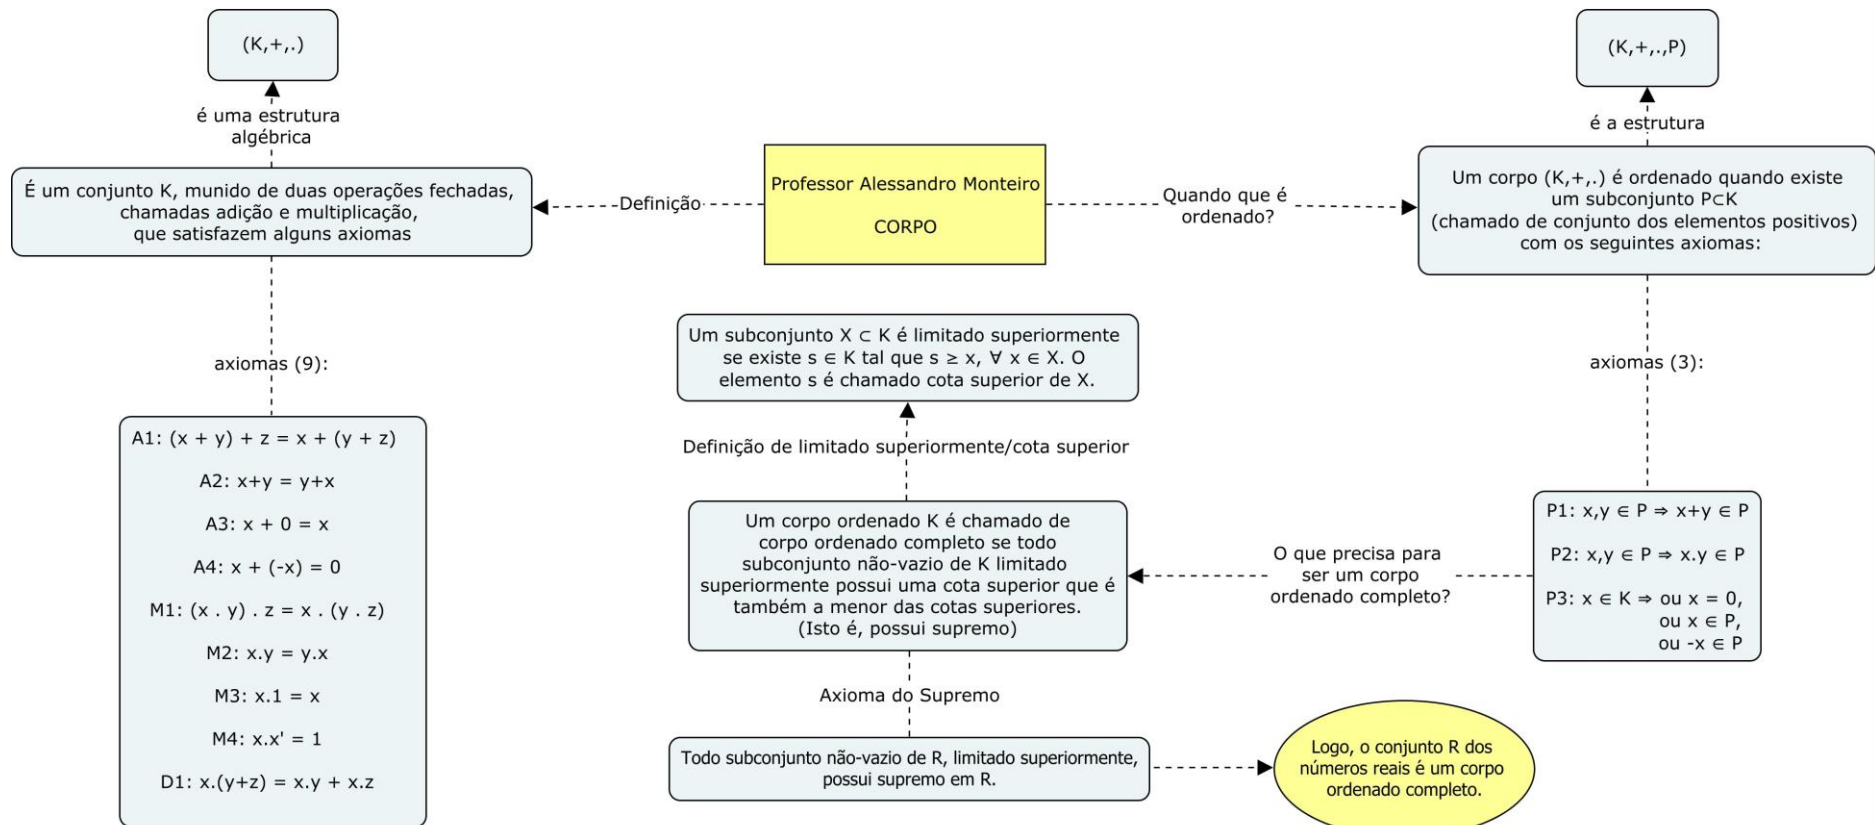 (K,+,.)
é uma estrutura
algébrica
É um conjunto K, munido de duas operações fechadas,
chamadas adição e multiplicação,
que satisfazem alguns axiomas
Definição
Professor Alessandro Monteiro
CORPO
Quando que é
ordenado?
(K,+,.,P)
é a estrutura
Um corpo (K,+,.) é ordenado quando existe
um subconjunto P⊂K
(chamado de conjunto dos elementos positivos)
com os seguintes axiomas:
axiomas (9):
A1: (x + y) + z = x + (y + z)
A2: x+y = y+x
A3: x + 0 = x
A4: x + (-x) = 0
M1: (x . y) . z = x . (y . z)
M2: x.y = y.x
M3: x.1 = x
M4: x.x' = 1
D1: x.(y+z) = x.y + x.z
Um subconjunto X ⊂ K é limitado superiormente
se existe s ∈ K tal que s ≥ x, ∀ x ∈ X. O
elemento s é chamado cota superior de X.
Definição de limitado superiormente/cota superior
Um corpo ordenado K é chamado de
corpo ordenado completo se todo
subconjunto não-vazio de K limitado
superiormente possui uma cota superior que é
também a menor das cotas superiores.
(Isto é, possui supremo)
Axioma do Supremo
Todo subconjunto não-vazio de R, limitado superiormente,
possui supremo em R.
axiomas (3):
P1: x,y ∈ P ⇒ x+y ∈ P
P2: x,y ∈ P ⇒ x.y ∈ P
P3: x ∈ K ⇒ ou x = 0,
ou x ∈ P,
ou -x ∈ P
O que precisa para
ser um corpo
ordenado completo?
Logo, o conjunto R dos
números reais é um corpo
ordenado completo.